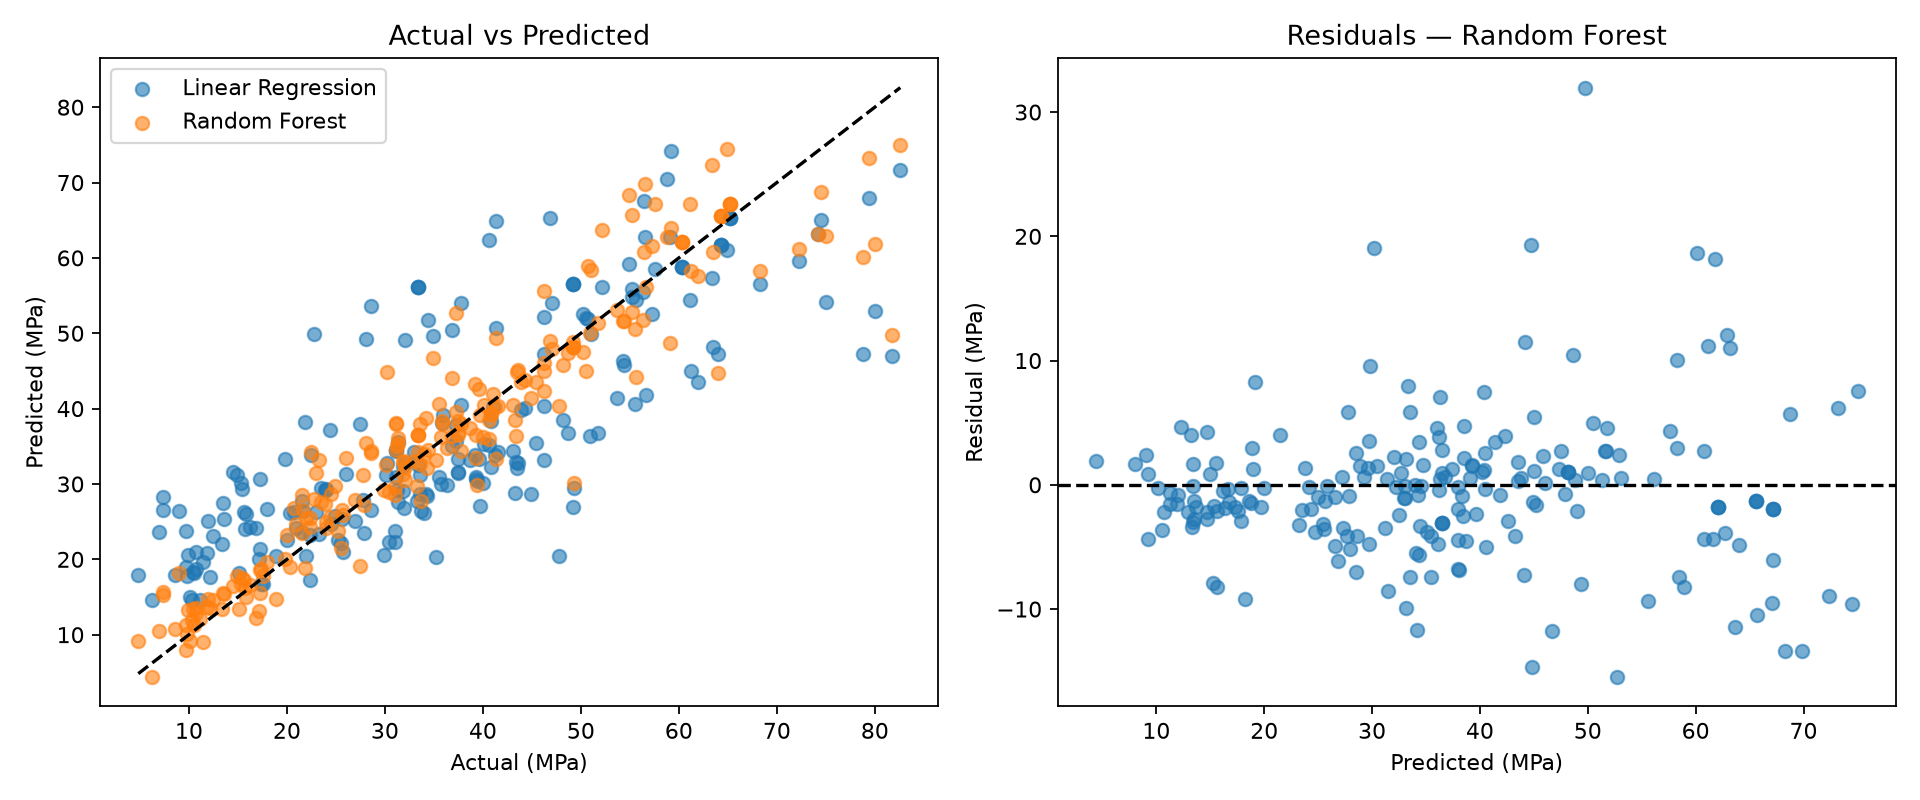 Actual vs Predicted
Linear Regression
Random Forest
80
70
60
50
40
30
20
10
Predicted (MPa)
10 20 30 40 50 60 70 80
Actual (MPa)
Residuals — Random Forest
30
20
10
0
−10
Residual (MPa)
10 20 30 40 50 60 70
Predicted (MPa)